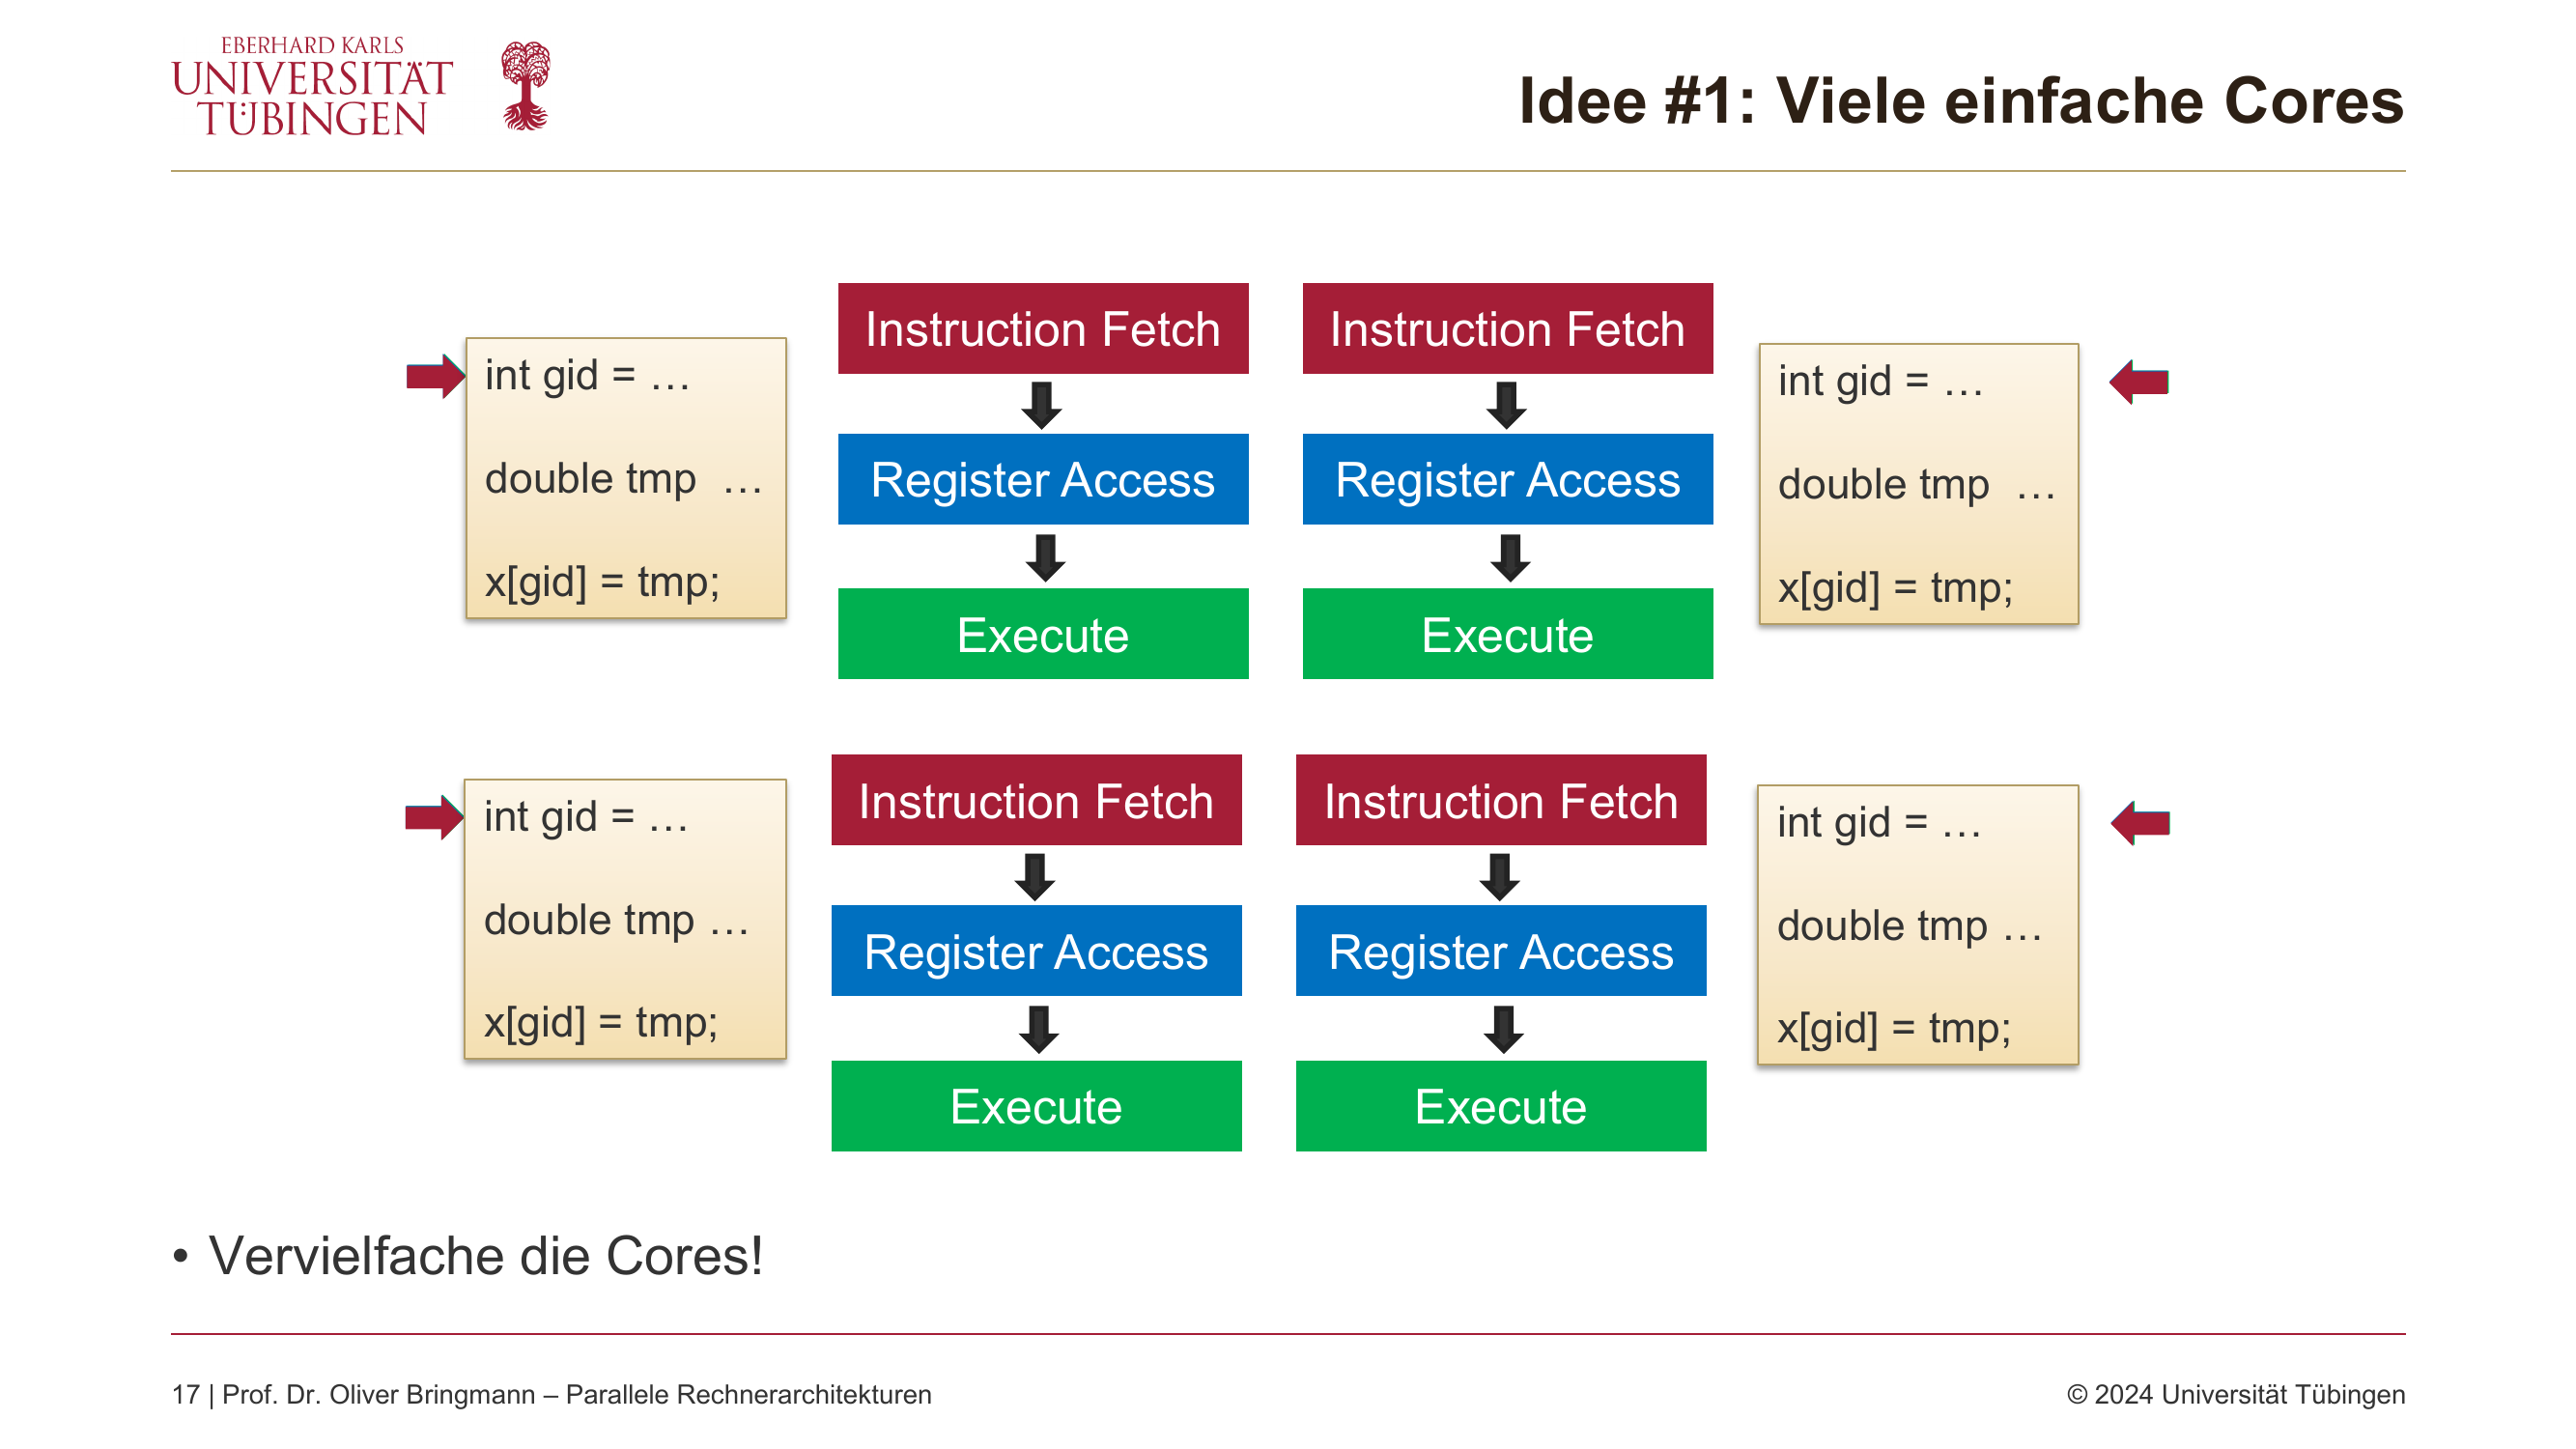 EBERHARD KARLS
UNIVERSITÄT
TÜBINGEN
Idee #1: Viele einfache Cores
int gid = …
double tmp  …
x[gid] = tmp;
Instruction Fetch
Register Access
Execute
Instruction Fetch
Register Access
Execute
int gid = …
double tmp  …
x[gid] = tmp;
int gid = …
double tmp …
x[gid] = tmp;
Instruction Fetch
Register Access
Execute
Instruction Fetch
Register Access
Execute
int gid = …
double tmp …
x[gid] = tmp;
• Vervielfache die Cores!
17 | Prof. Dr. Oliver Bringmann – Parallele Rechnerarchitekturen
© 2024 Universität Tübingen